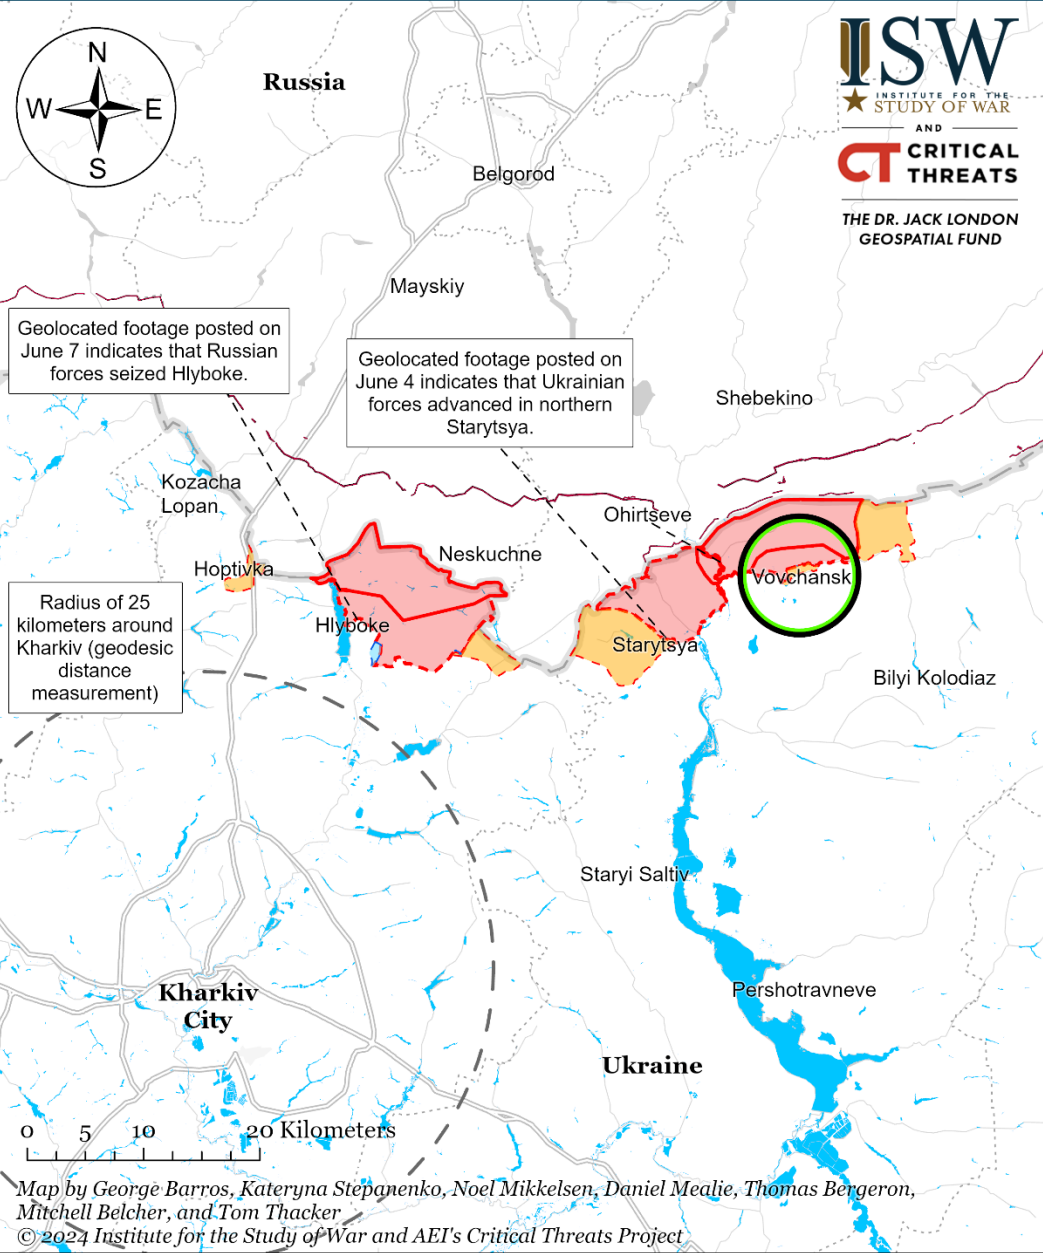 N
W
E
S
Russia
ISW
INSTITUTE FOR THE
STUDY OF WAR
AND
CT CRITICAL
THREATS
THE DR. JACK LONDON
GEOSPATIAL FUND
Belgorod
Mayskiy
Geolocated footage posted on
June 7 indicates that Russian
forces seized Hlyboke.
Geolocated footage posted on
June 4 indicates that Ukrainian
forces advanced in northern
Starytsya.
Shebekino
Kozacha
Lopan
Ohirtseve
Neskuchne
Hoptivka
Vovchansk
Radius of 25
kilometers around
Kharkiv (geodesic
distance
measurement)
Hlyboke
Starytsya
Bilyi Kolodiaz
Staryi Saltiv
Kharkiv
City
Pershotravneve
Ukraine
0 5 10 20 Kilometers
Map by George Barros, Kateryna Stepanenko, Noel Mikkelsen, Daniel Mealie, Thomas Bergeron,
Mitchell Belcher, and Tom Thacker
© 2024 Institute for the Study of War and AEI's Critical Threats Project